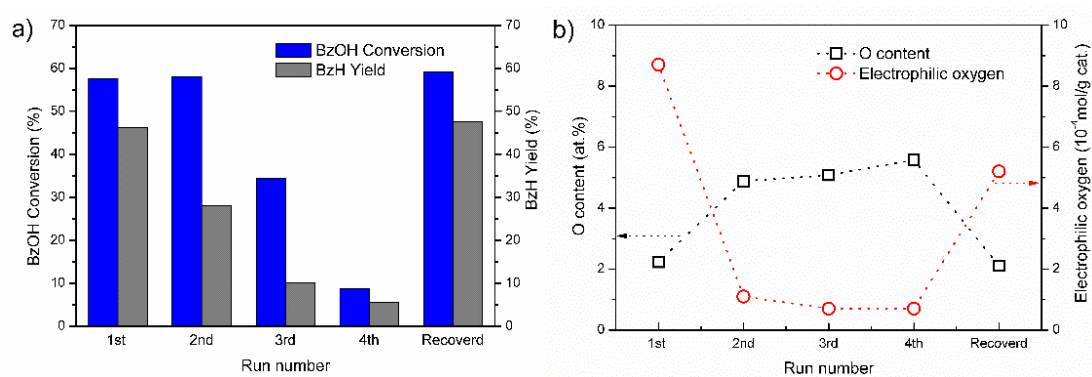 a)
BzOH Conversion
BzH Yield
BzOH Conversion (%)
70
60
50
40
30
20
10
0
70
60
50
40
30
20
10
0
BzH Yield (%)
1st 2nd 3rd 4th Recoverd
Run number
b)
O content
Electrophilic oxygen
O content (at.%)
10
8
6
4
2
0
10
8
6
4
2
0
Electrophilic oxygen (10⁻⁴mol/g cat.)
1st 2nd 3rd 4th Recoverd
Run number